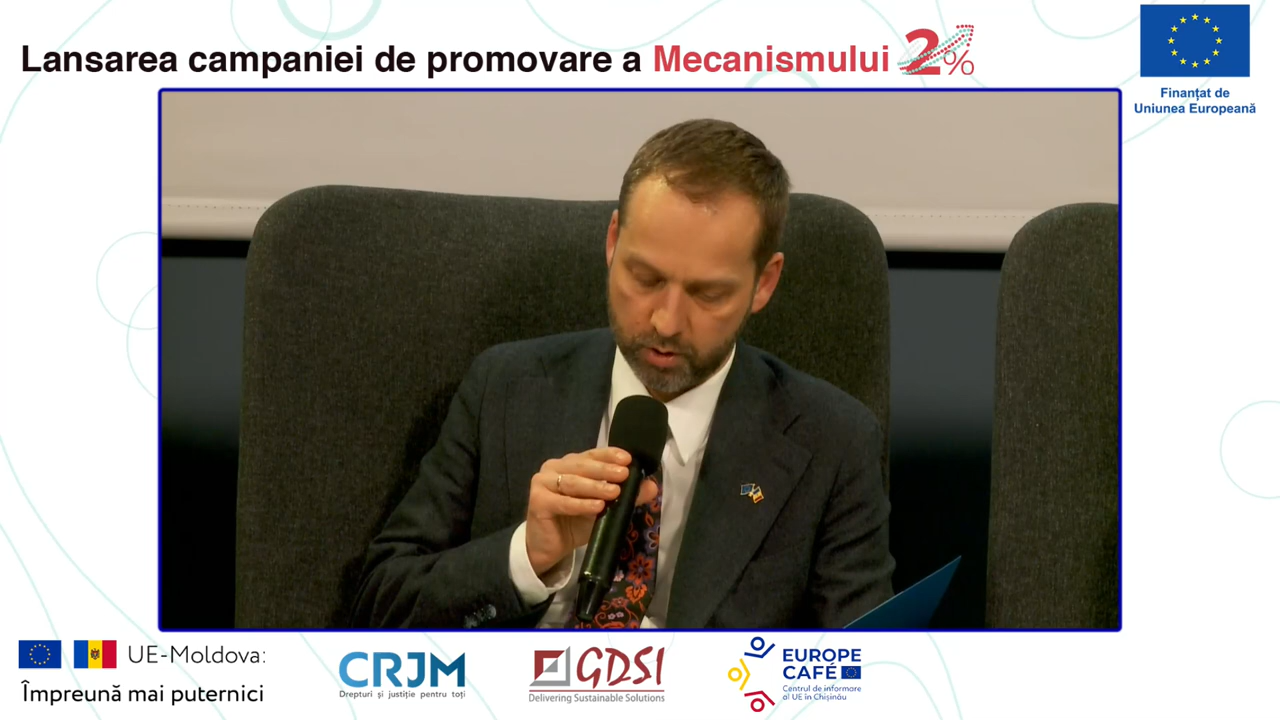 Lansarea campaniei de promovare a Mecanismului 2%
Finanțat de
Uniunea Europeană
UE-Moldova:
Împreună mai puternici
CRJM
Drepturi și justiție pentru toți
GDSI
Delivering Sustainable Solutions
EUROPE
CAFÉ
Centrul de informare
al UE în Chișinău